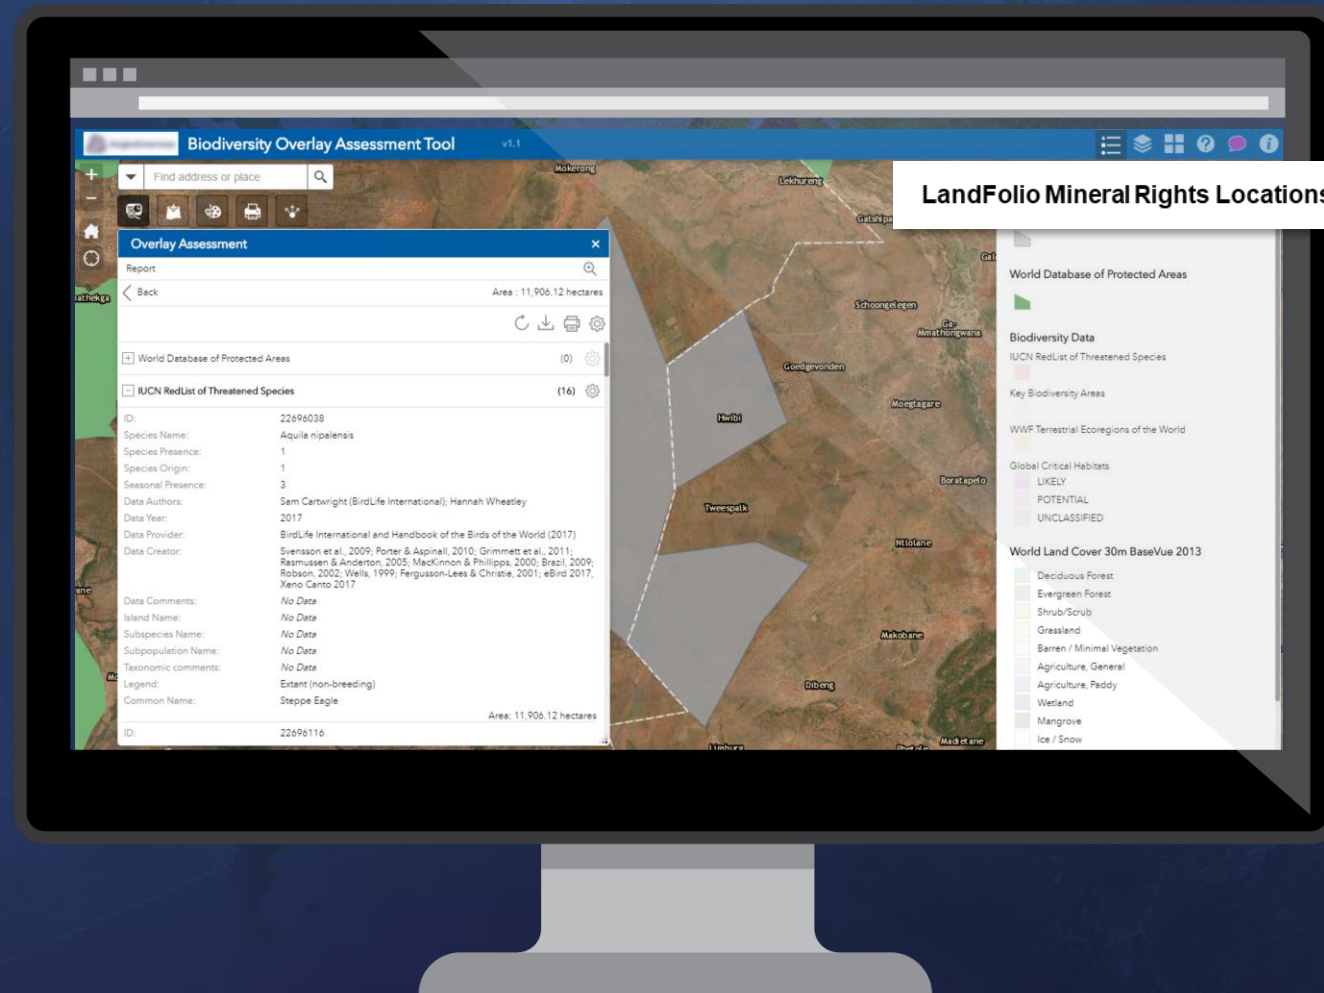 Biodiversity Overlay Assessment Tool v1.1
Find address or place
LandFolio Mineral Rights Locations
Overlay Assessment
Report
Back Area : 11,906.12 hectares
+ World Database of Protected Areas (0)
- IUCN RedList of Threatened Species (16)
ID: 22696038
Species Name: Aquila nipalensis
Species Presence: 1
Species Origin: 1
Seasonal Presence: 3
Data Authors: Sam Cartwright (BirdLife International); Hannah Wheatley
Data Year: 2017
Data Provider: BirdLife International and Handbook of the Birds of the World (2017)
Data Creator: Svensson et al., 2009; Porter & Aspinall, 2010; Grimmett et al., 2011;
Rasmussen & Anderton, 2005; MacKinnon & Phillipps, 2000; Brazil, 2009;
Robson, 2002; Wells, 1999; Fergusson-Lees & Christie, 2001; eBird 2017,
Xeno Canto 2017
Data Comments: No Data
Island Name: No Data
Subspecies Name: No Data
Subpopulation Name: No Data
Taxonomic comments: No Data
Legend: Extant (non-breeding)
Common Name: Steppe Eagle
Area: 11,906.12 hectares
ID: 22696116
Mokerong
Lekhureng
Schoongelegen
Ga-
Mmathongwana
Goedgevonden
Moegtagare
Hwibi
Boratapelo
Tweespalk
Ntlolane
Makobane
Dibeng
Limburg
Madietane
World Database of Protected Areas
Biodiversity Data
IUCN RedList of Threatened Species
Key Biodiversity Areas
WWF Terrestrial Ecoregions of the World
Global Critical Habitats
LIKELY
POTENTIAL
UNCLASSIFIED
World Land Cover 30m BaseVue 2013
Deciduous Forest
Evergreen Forest
Shrub/Scrub
Grassland
Barren / Minimal Vegetation
Agriculture, General
Agriculture, Paddy
Wetland
Mangrove
Ice / Snow